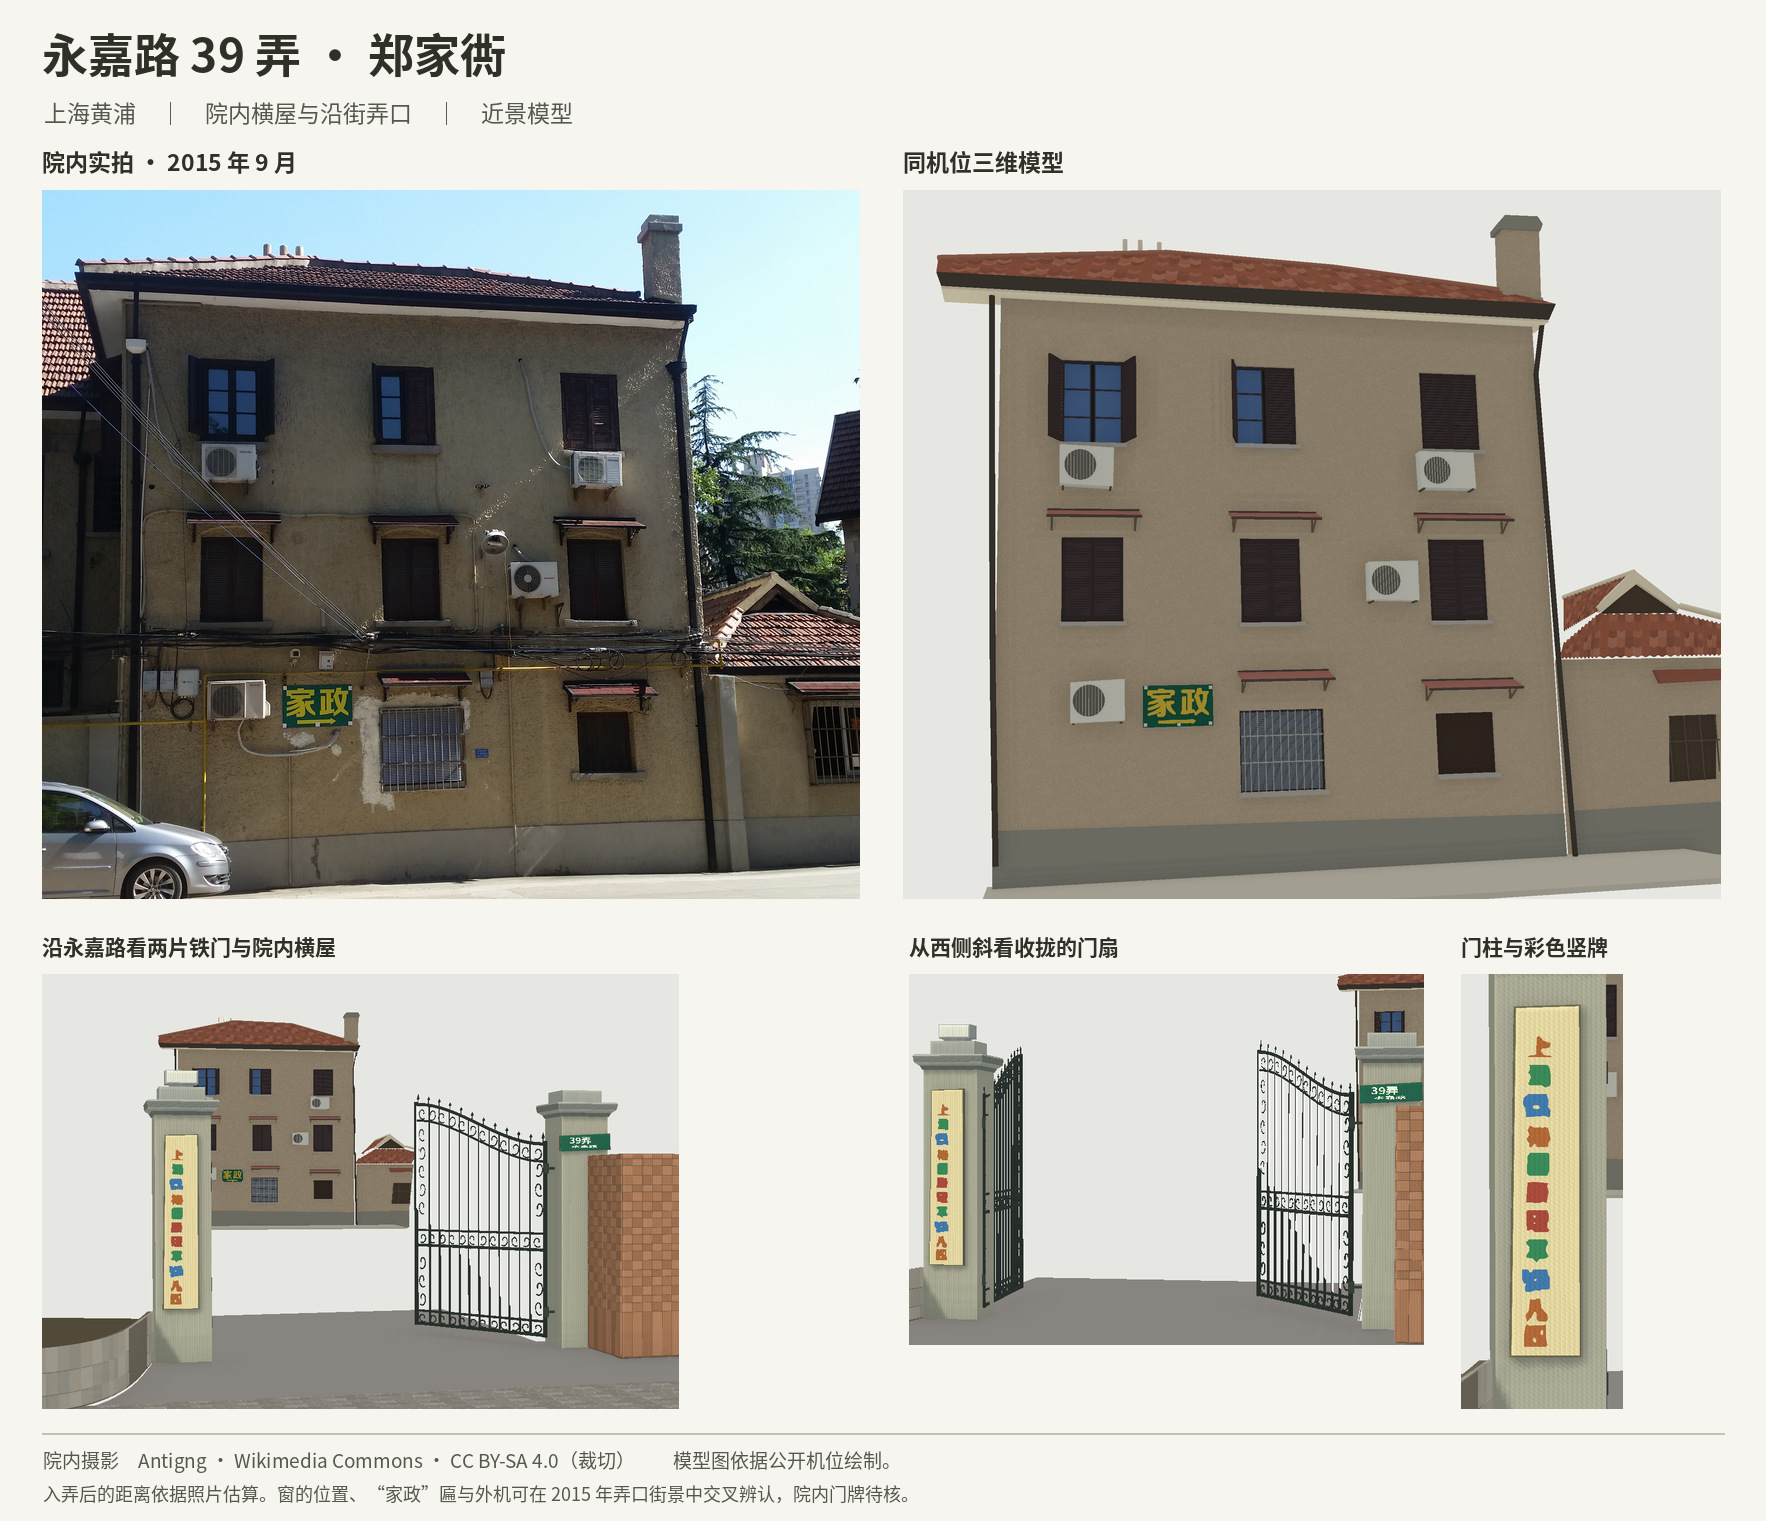 永嘉路 39 弄 · 郑家衖
上海黄浦 ｜ 院内横屋与沿街弄口 ｜ 近景模型
院内实拍 · 2015 年 9 月
同机位三维模型
家政
家政
沿永嘉路看两片铁门与院内横屋
从西侧斜看收拢的门扇
门柱与彩色竖牌
家政
39弄
39弄
上
院内摄影 Antigng · Wikimedia Commons · CC BY-SA 4.0（裁切） 模型图依据公开机位绘制。
入弄后的距离依据照片估算。窗的位置、“家政”匾与外机可在 2015 年弄口街景中交叉辨认，院内门牌待核。